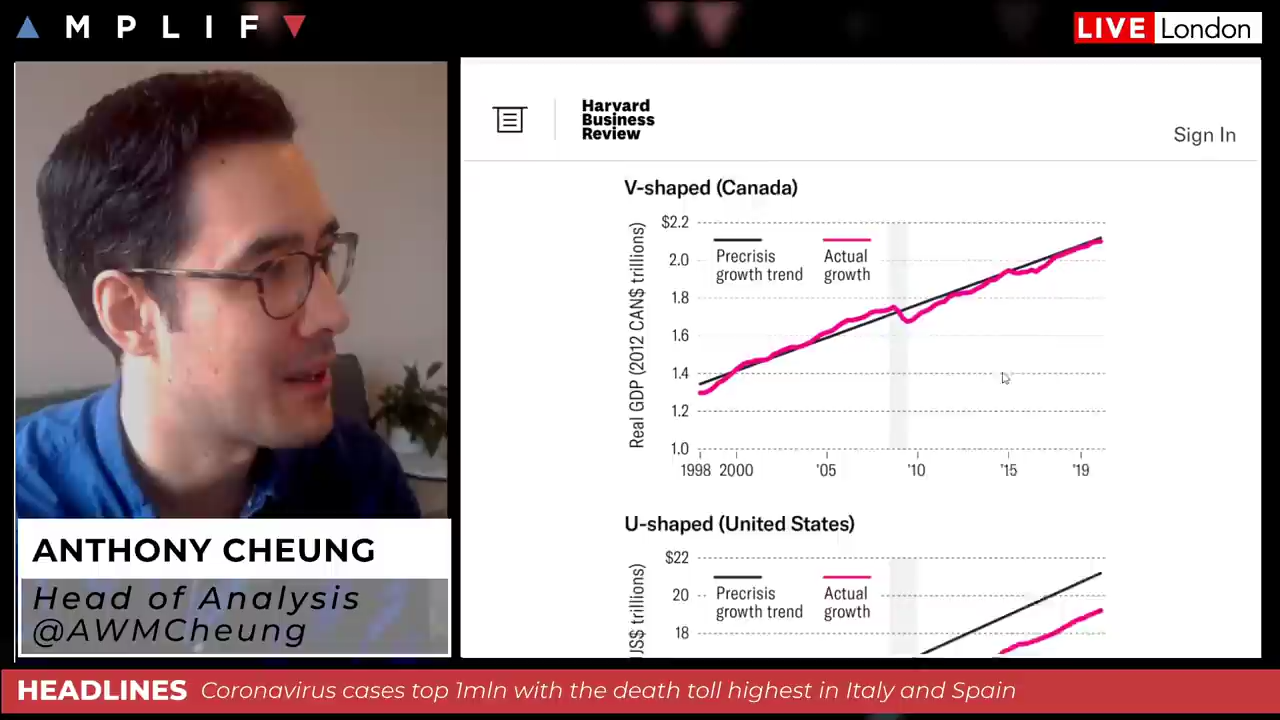 AMPLIFY
LIVE London
Harvard
Business
Review
Sign In
V-shaped (Canada)
Real GDP (2012 CAN$ trillions)
$2.2
2.0
1.8
1.6
1.4
1.2
1.0
Precrisis
growth trend
Actual
growth
1998 2000 '05 '10 '15 '19
U-shaped (United States)
US$ trillions)
$22
20
18
Precrisis
growth trend
Actual
growth
ANTHONY CHEUNG
Head of Analysis
@AWMCheung
HEADLINES Coronavirus cases top 1mln with the death toll highest in Italy and Spain